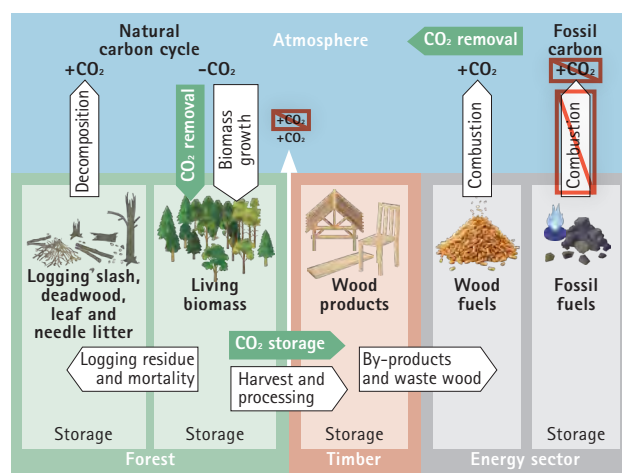 Natural
carbon cycle
Atmosphere
CO₂ removal
Fossil
carbon
+CO₂
–CO₂
+CO₂
+CO₂
Decomposition
CO₂ removal
Biomass
growth
+CO₂
+CO₂
Combustion
Combustion
Logging slash,
deadwood,
leaf and
needle litter
Living
biomass
Wood
products
Wood
fuels
Fossil
fuels
CO₂ storage
Logging residue
and mortality
Harvest and
processing
By-products
and waste wood
Storage
Storage
Storage
Storage
Storage
Forest
Timber
Energy sector